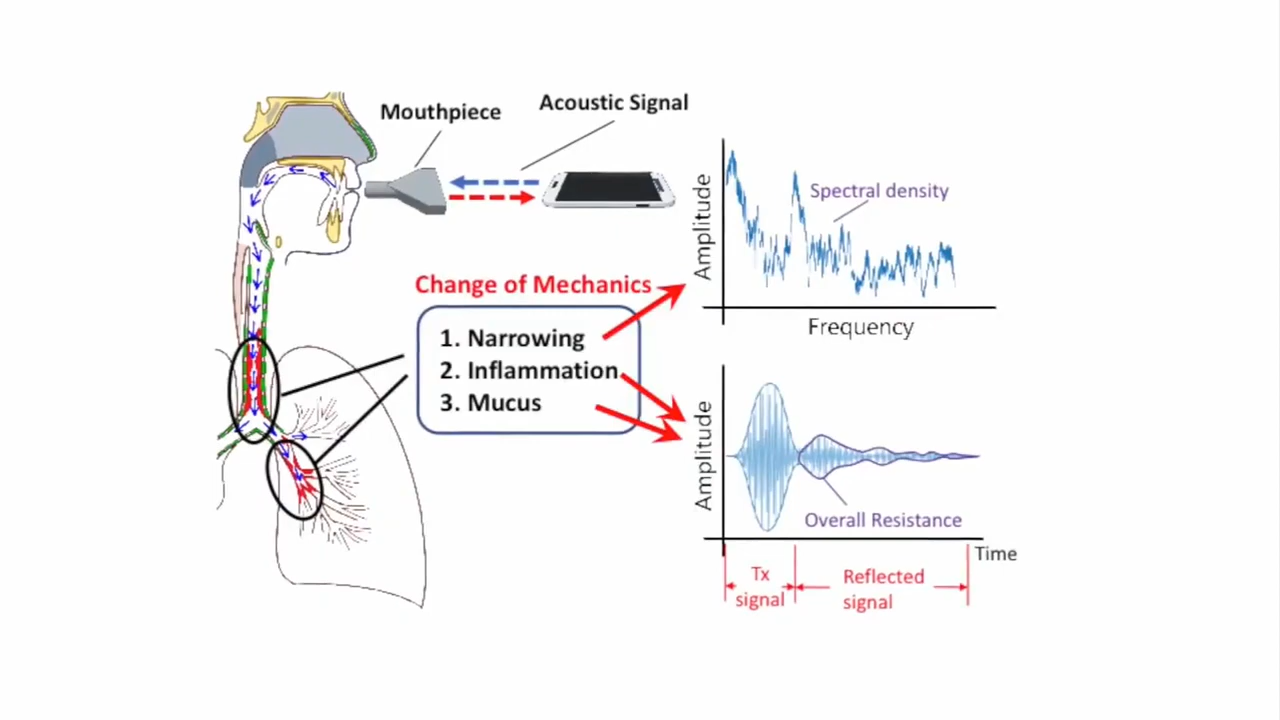 Mouthpiece
Acoustic Signal
Change of Mechanics
1. Narrowing
2. Inflammation
3. Mucus
Amplitude
Spectral density
Frequency
Amplitude
Overall Resistance
Time
Tx
signal
Reflected
signal